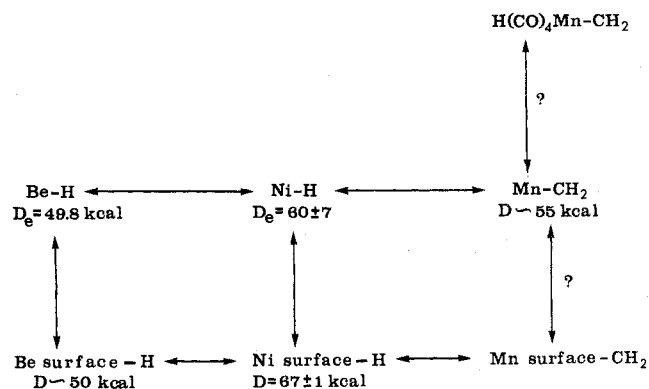 H(CO)₄Mn-CH₂
?
Be-H Ni-H Mn-CH₂
Dₑ=49.8 kcal Dₑ=60±7 D∽55 kcal
?
Be surface-H Ni surface-H Mn surface-CH₂
D∽50 kcal D=67±1 kcal